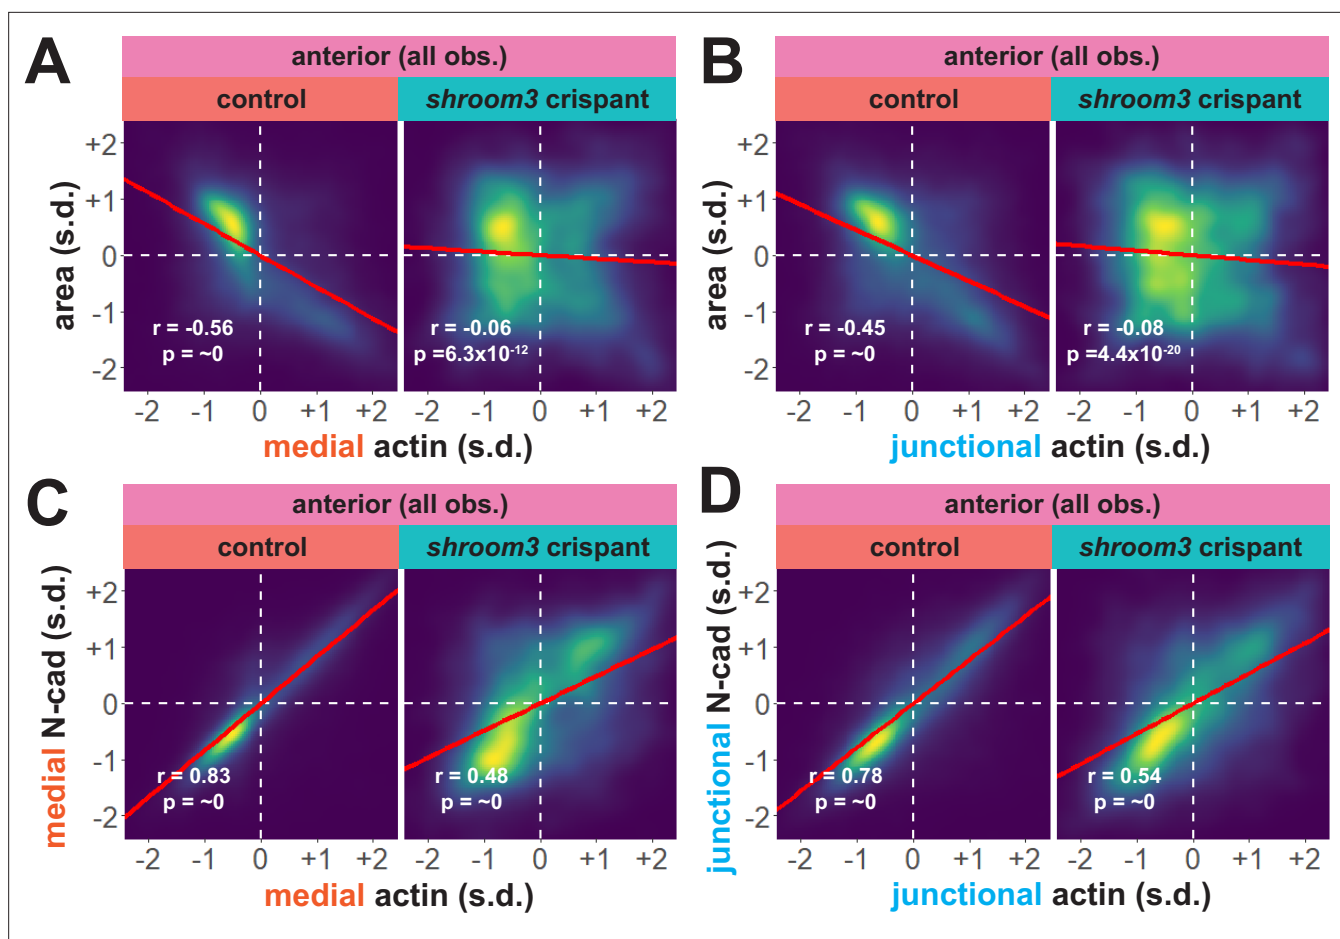 A
anterior (all obs.)
control
shroom3 crispant
area (s.d.)
+2
+1
0
-1
-2
r = -0.56
p = ~0
r = -0.06
p =6.3x10⁻¹²
-2 -1 0 +1 +2
-2 -1 0 +1 +2
medial actin (s.d.)
B
anterior (all obs.)
control
shroom3 crispant
area (s.d.)
+2
+1
0
-1
-2
r = -0.45
p = ~0
r = -0.08
p =4.4x10⁻²⁰
-2 -1 0 +1 +2
-2 -1 0 +1 +2
junctional actin (s.d.)
C
anterior (all obs.)
control
shroom3 crispant
medial N-cad (s.d.)
+2
+1
0
-1
-2
r = 0.83
p = ~0
r = 0.48
p = ~0
-2 -1 0 +1 +2
-2 -1 0 +1 +2
medial actin (s.d.)
D
anterior (all obs.)
control
shroom3 crispant
junctional N-cad (s.d.)
+2
+1
0
-1
-2
r = 0.78
p = ~0
r = 0.54
p = ~0
-2 -1 0 +1 +2
-2 -1 0 +1 +2
junctional actin (s.d.)